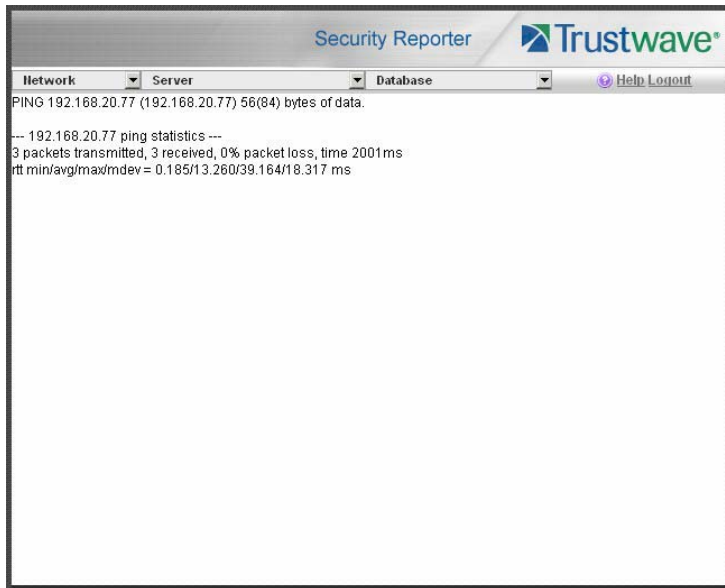 Security Reporter
Trustwave®
Network Server Database Help Logout
PING 192.168.20.77 (192.168.20.77) 56(84) bytes of data.
--- 192.168.20.77 ping statistics ---
3 packets transmitted, 3 received, 0% packet loss, time 2001ms
rtt min/avg/max/mdev = 0.185/13.260/39.164/18.317 ms